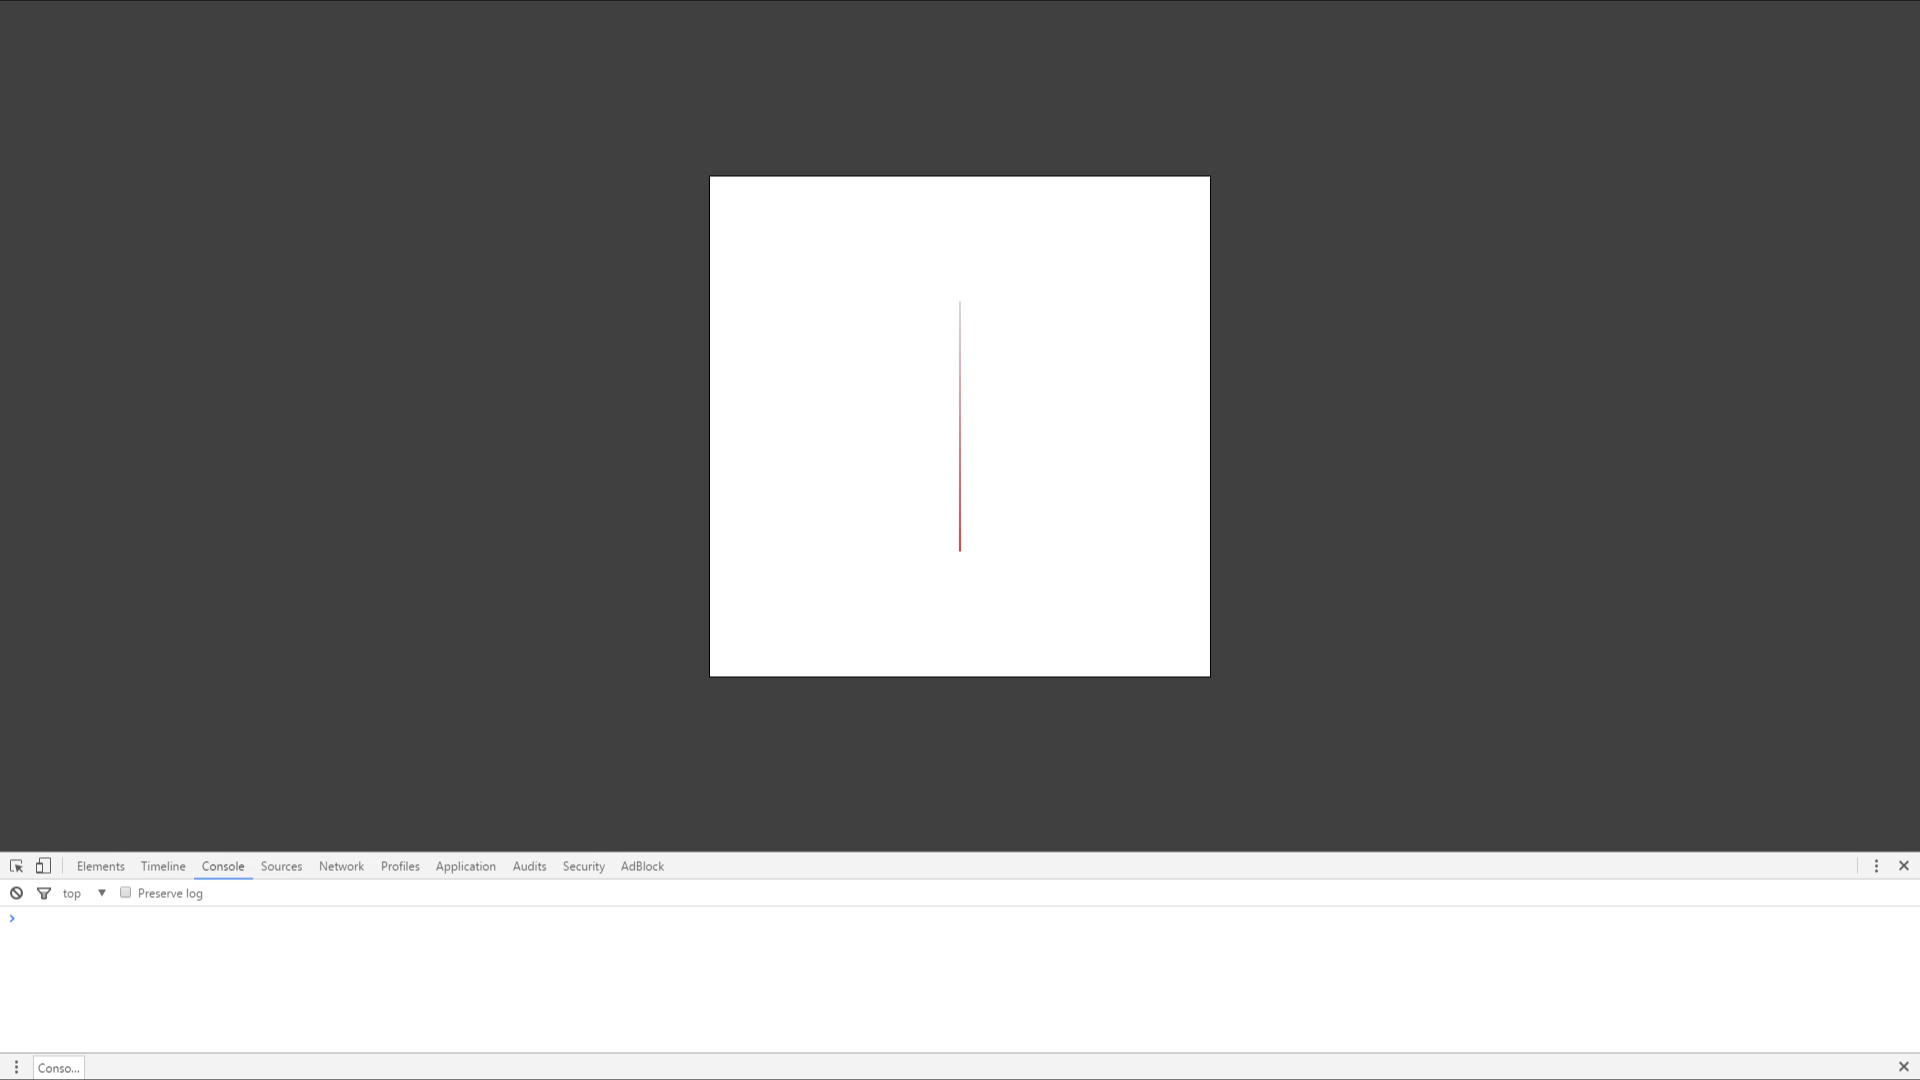 Elements Timeline Console Sources Network Profiles Application Audits Security AdBlock
top Preserve log
Conso...